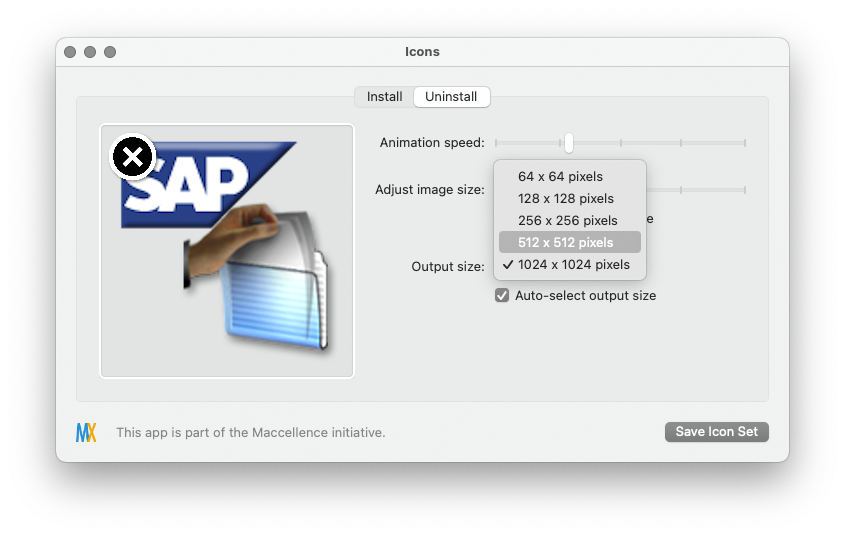 Icons
Install
Uninstall
SAP
Animation speed:
Adjust image size:
64 x 64 pixels
128 x 128 pixels
256 x 256 pixels
512 x 512 pixels
1024 x 1024 pixels
Output size:
Auto-select output size
MX
This app is part of the Maccellence initiative.
Save Icon Set